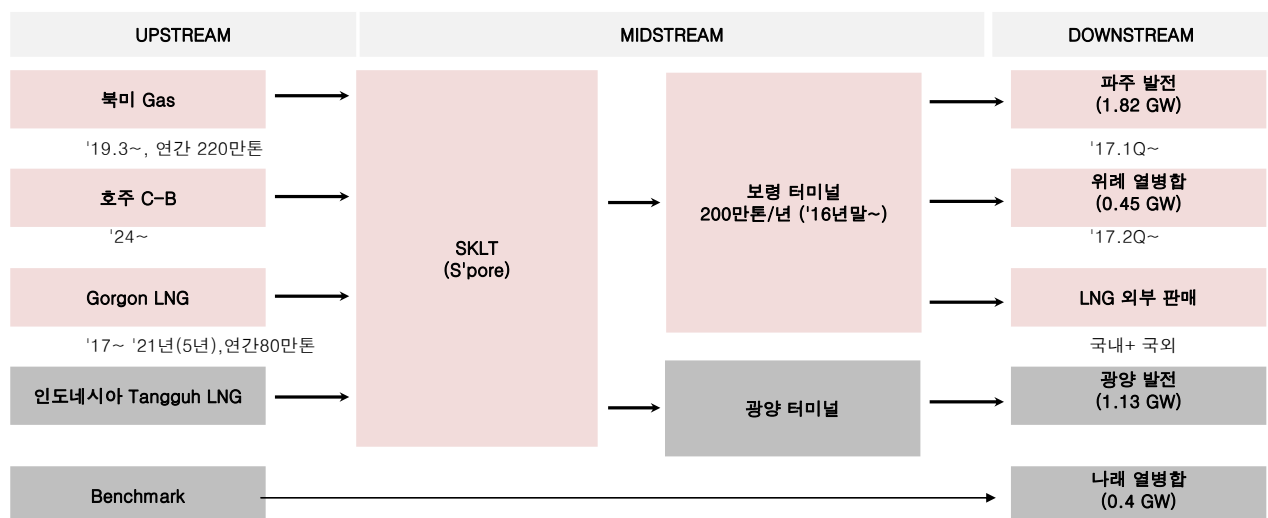 UPSTREAM
MIDSTREAM
DOWNSTREAM
북미 Gas
'19.3~, 연간 220만톤
호주 C-B
'24~
Gorgon LNG
'17~ '21년(5년),연간80만톤
인도네시아 Tangguh LNG
Benchmark
SKLT
(S'pore)
보령 터미널
200만톤/년 ('16년말~)
광양 터미널
파주 발전
(1.82 GW)
'17.1Q~
위례 열병합
(0.45 GW)
'17.2Q~
LNG 외부 판매
국내+ 국외
광양 발전
(1.13 GW)
나래 열병합
(0.4 GW)